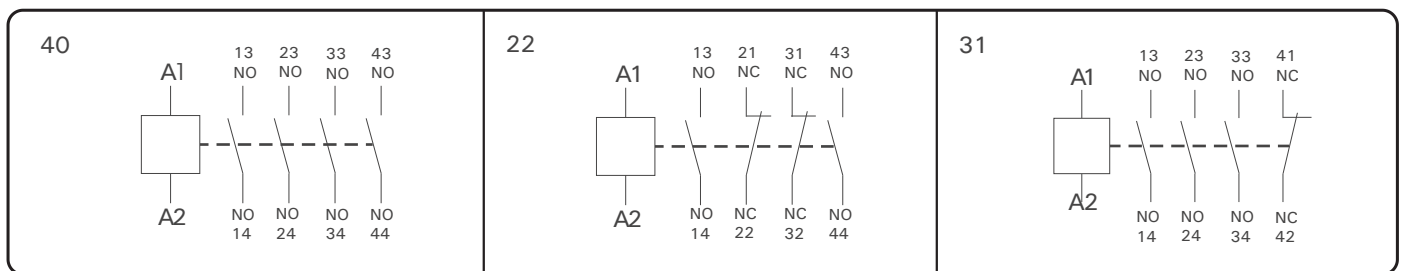 40
13 23 33 43
NO NO NO NO
A1
A2
NO NO NO NO
14 24 34 44
22
13 21 31 43
NO NC NC NO
A1
A2
NO NC NC NO
14 22 32 44
31
13 23 33 41
NO NO NO NC
A1
A2
NO NO NO NC
14 24 34 42